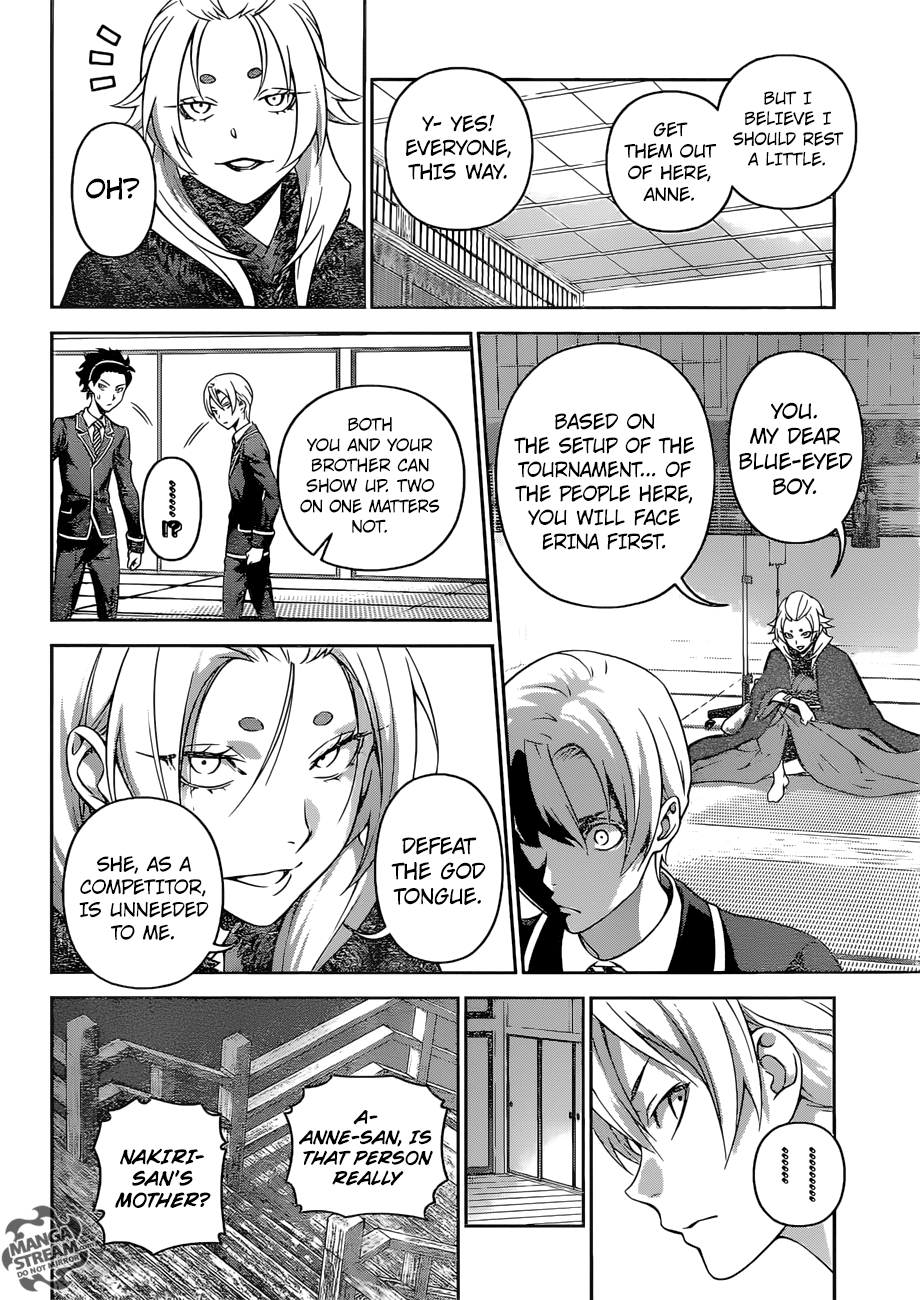 BUT I
BELIEVE I
SHOULD REST
A LITTLE.
GET
THEM OUT
OF HERE,
ANNE.
Y- YES!
EVERYONE,
THIS WAY.
OH?
YOU.
MY DEAR
BLUE-EYED
BOY.
BASED ON
THE SETUP OF THE
TOURNAMENT... OF
THE PEOPLE HERE,
YOU WILL FACE
ERINA FIRST.
BOTH
YOU AND YOUR
BROTHER CAN
SHOW UP. TWO
ON ONE MATTERS
NOT.
......!?
DEFEAT
THE GOD
TONGUE.
SHE, AS A
COMPETITOR,
IS UNNEEDED
TO ME.
.........
......
A-
ANNE-SAN, IS
THAT PERSON
REALLY
NAKIRI-
SAN'S
MOTHER?
MANGA
STREAM.COM
DO NOT MIRROR